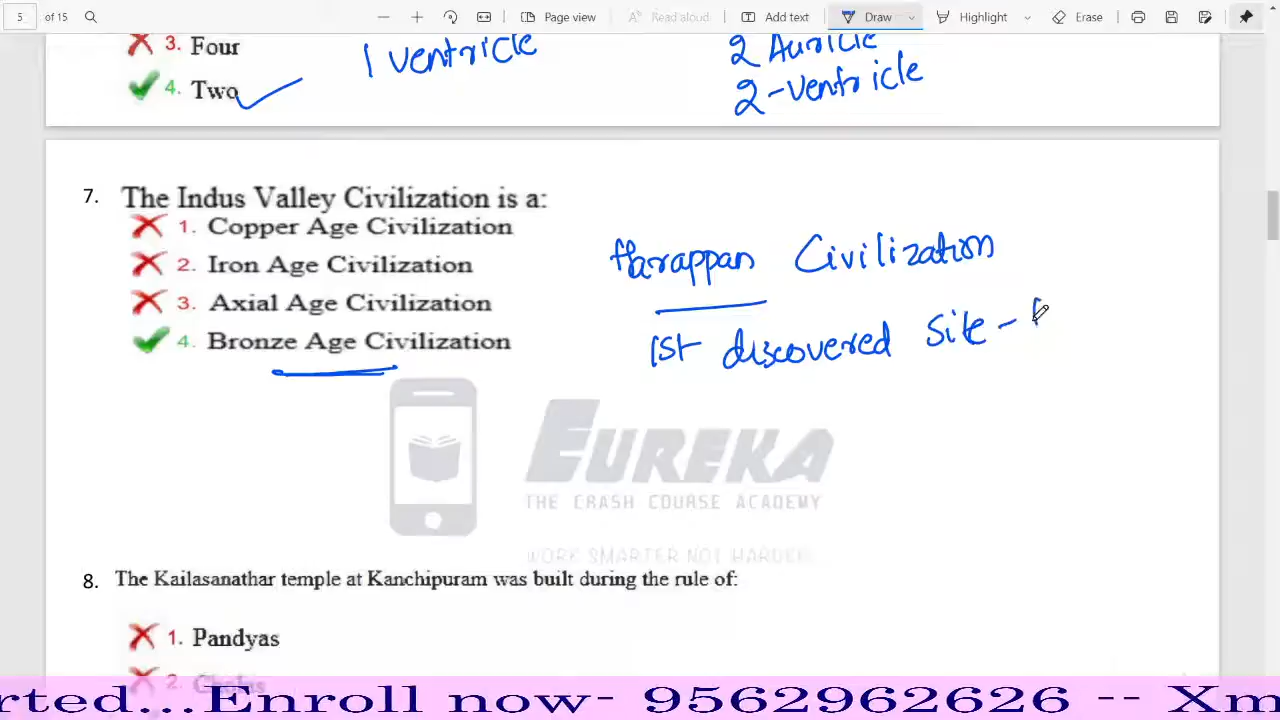 5 of 15
Page view
Read aloud
Add text
Draw
Highlight
Erase
3. Four
1 ventricle
2 Auricle
4. Two
2-ventricle
7. The Indus Valley Civilization is a:
1. Copper Age Civilization
2. Iron Age Civilization
3. Axial Age Civilization
4. Bronze Age Civilization
Harappan Civilization
1st discovered site -
EUREKA
THE CRASH COURSE ACADEMY
WORK SMARTER NOT HARDER
8. The Kailasanathar temple at Kanchipuram was built during the rule of:
1. Pandyas
2. Cholas
rted...Enroll now- 9562962626 -- Xm